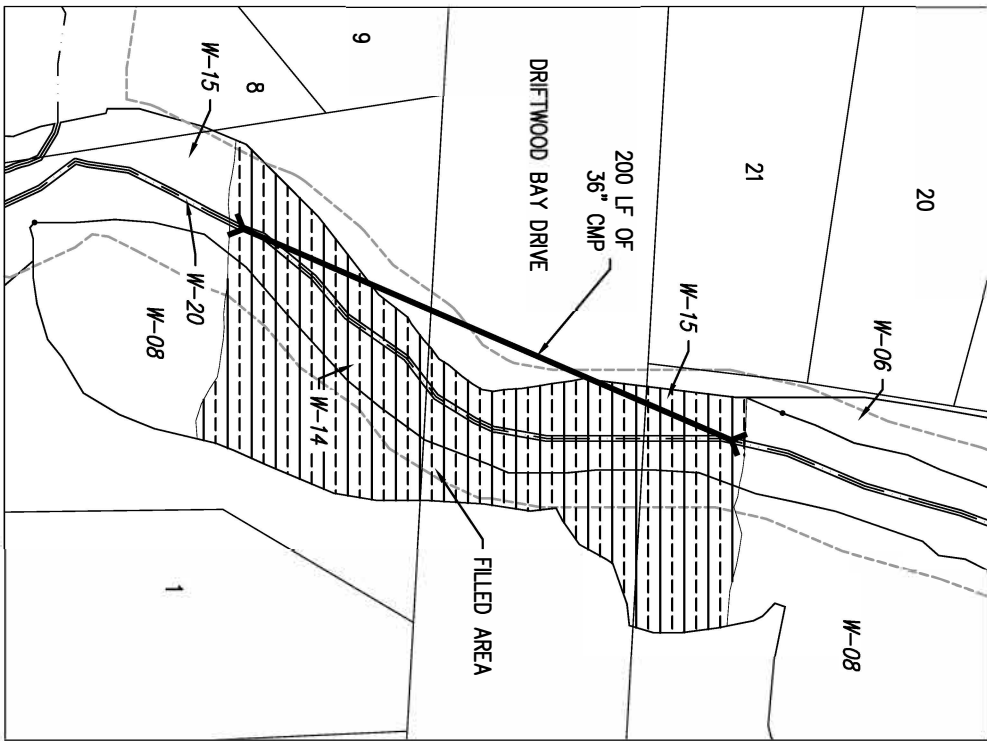 9
8
W-15
DRIFTWOOD BAY DRIVE
200 LF OF
36" CMP
21
20
W-15
W-06
W-20
W-08
W-14
FILLED AREA
W-08
1